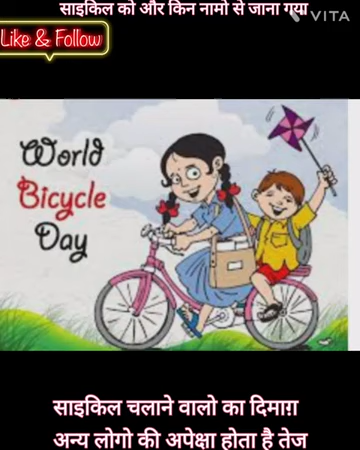 साइकिल को और किन नामो से जाना गया
VITA
Like & Follow
World
Bicycle
Day
साइकिल चलाने वालो का दिमाग़
अन्य लोगो की अपेक्षा होता है तेज